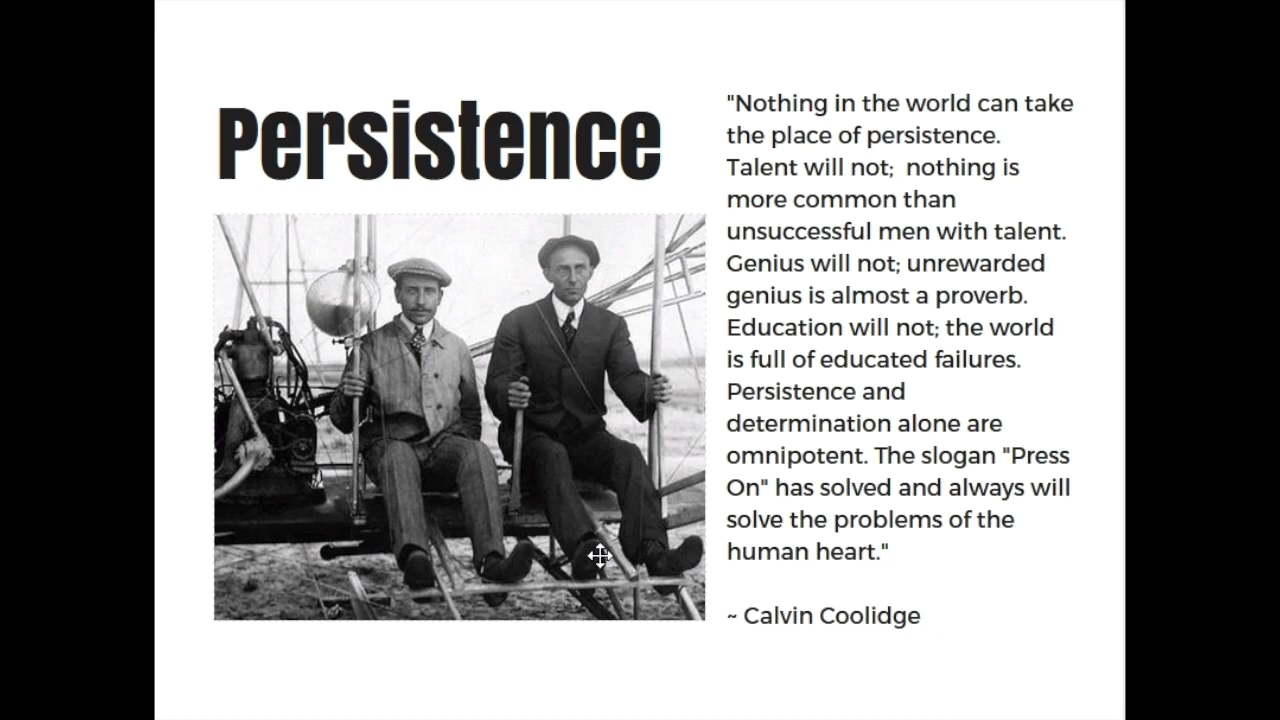 Persistence
"Nothing in the world can take
the place of persistence.
Talent will not;  nothing is
more common than
unsuccessful men with talent.
Genius will not; unrewarded
genius is almost a proverb.
Education will not; the world
is full of educated failures.
Persistence and
determination alone are
omnipotent. The slogan "Press
On" has solved and always will
solve the problems of the
human heart."
~ Calvin Coolidge